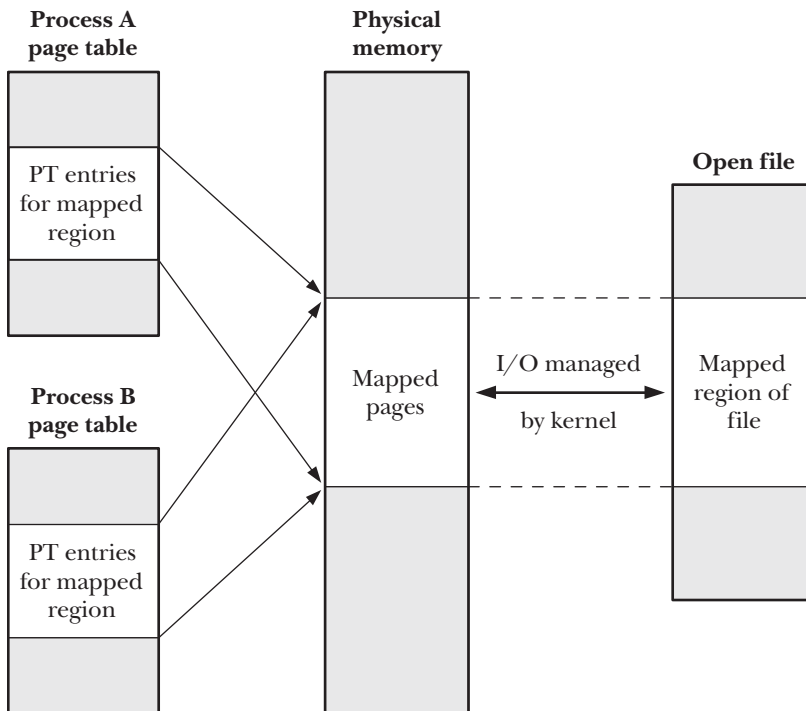 Process A
page table
PT entries
for mapped
region
Process B
page table
PT entries
for mapped
region
Physical
memory
Mapped
pages
I/O managed
by kernel
Open file
Mapped
region of
file